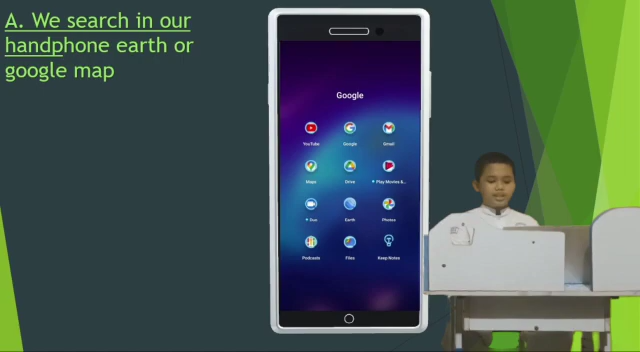 A. We search in our
handphone earth or
google map
Google
YouTube Google Gmail
Maps Drive Play Movies &...
Duo Earth Photos
Podcasts Files Keep Notes